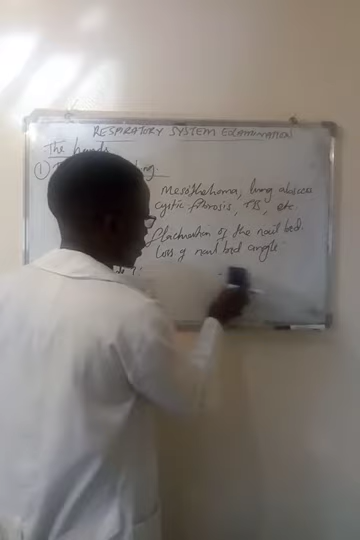 RESPIRATORY SYSTEM EXAMINATION
The hands
①
Mesothelioma, lung abscess
cystic fibrosis, TB, etc.
of the nail bed.
Loss of nail bed angle